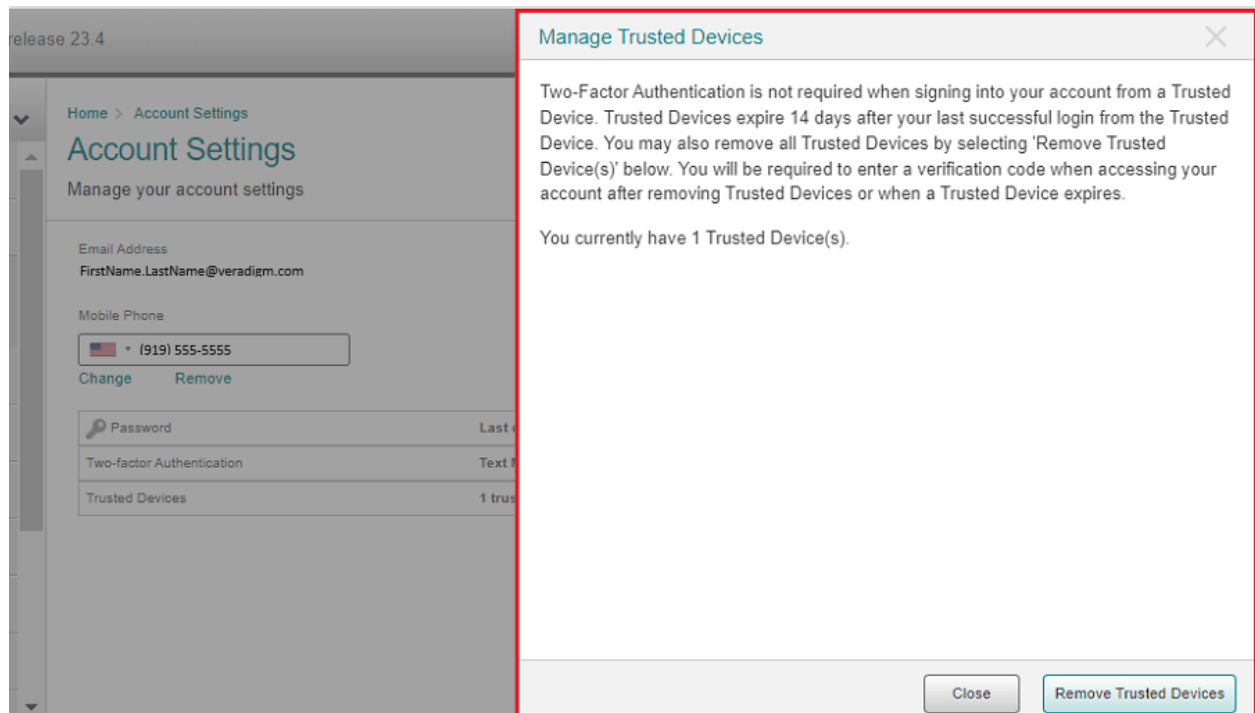 release 23.4
Home > Account Settings
Account Settings
Manage your account settings
Email Address
FirstName.LastName@veradigm.com
Mobile Phone
(919) 555-5555
Change Remove
Password Last
Two-factor Authentication Text
Trusted Devices 1
Manage Trusted Devices
Two-Factor Authentication is not required when signing into your account from a Trusted
Device. Trusted Devices expire 14 days after your last successful login from the Trusted
Device. You may also remove all Trusted Devices by selecting 'Remove Trusted
Device(s)' below. You will be required to enter a verification code when accessing your
account after removing Trusted Devices or when a Trusted Device expires.
You currently have 1 Trusted Device(s).
Close Remove Trusted Devices